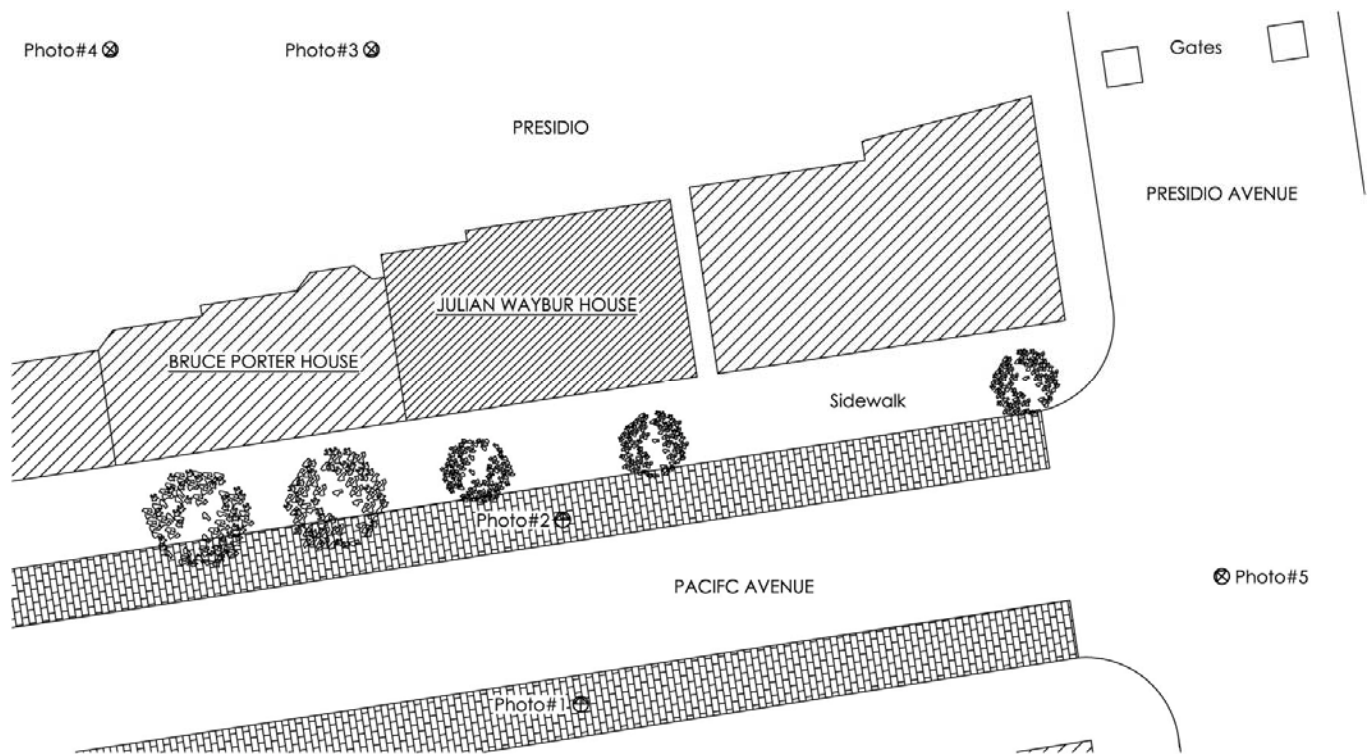 Photo#4
Photo#3
Gates
PRESIDIO
PRESIDIO AVENUE
JULIAN WAYBUR HOUSE
BRUCE PORTER HOUSE
Sidewalk
Photo#2
PACIFC AVENUE
Photo#5
Photo#1